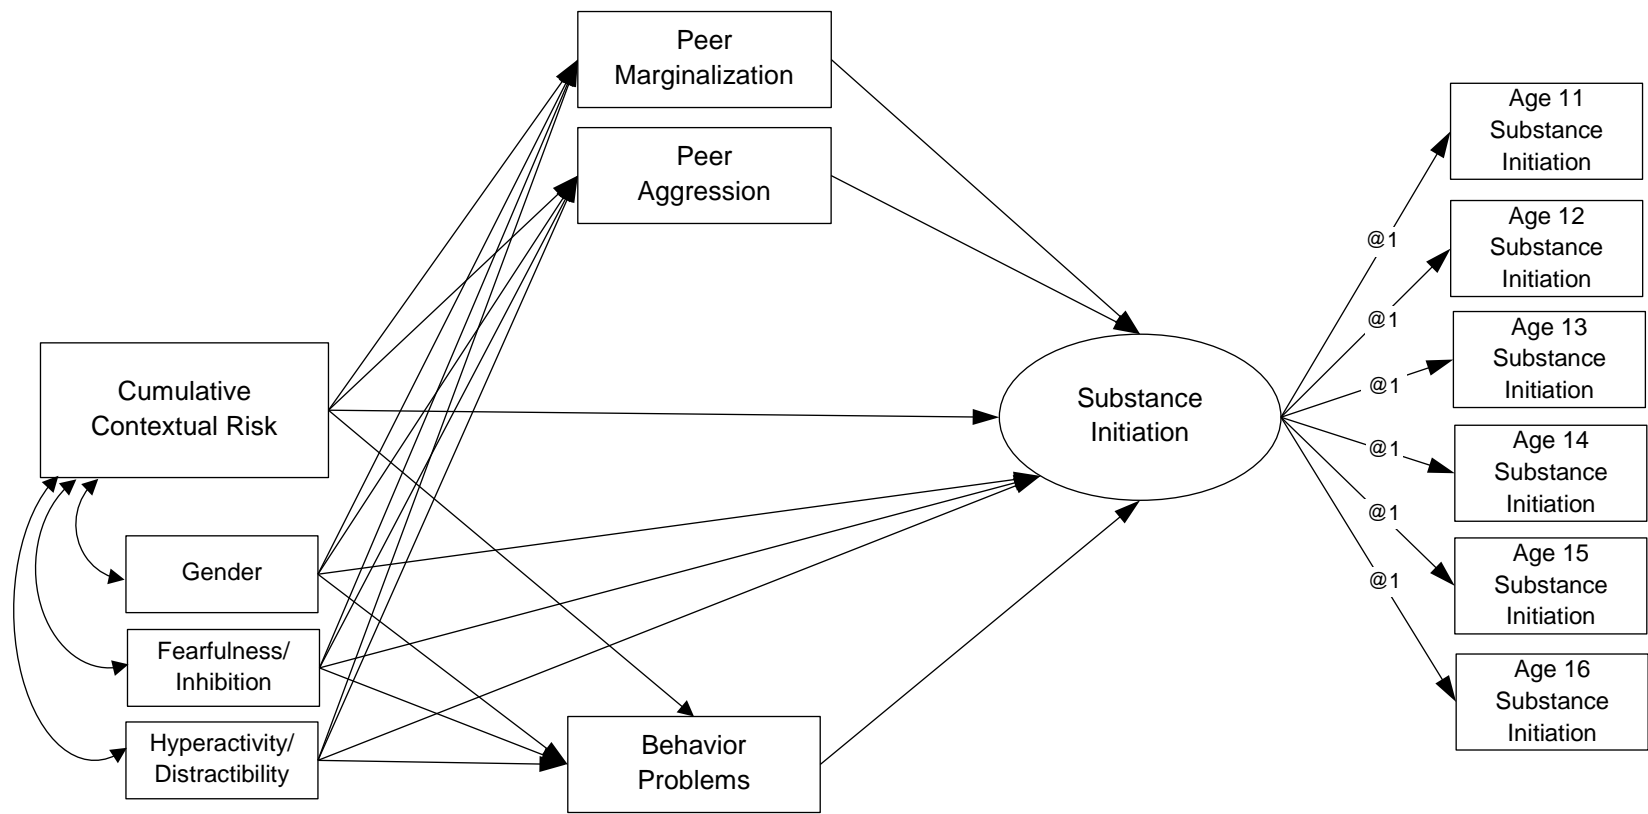 Peer
Marginalization
Peer
Aggression
Cumulative
Contextual Risk
Gender
Fearfulness/
Inhibition
Hyperactivity/
Distractibility
Behavior
Problems
Substance
Initiation
@1
@1
@1
@1
@1
@1
Age 11
Substance
Initiation
Age 12
Substance
Initiation
Age 13
Substance
Initiation
Age 14
Substance
Initiation
Age 15
Substance
Initiation
Age 16
Substance
Initiation